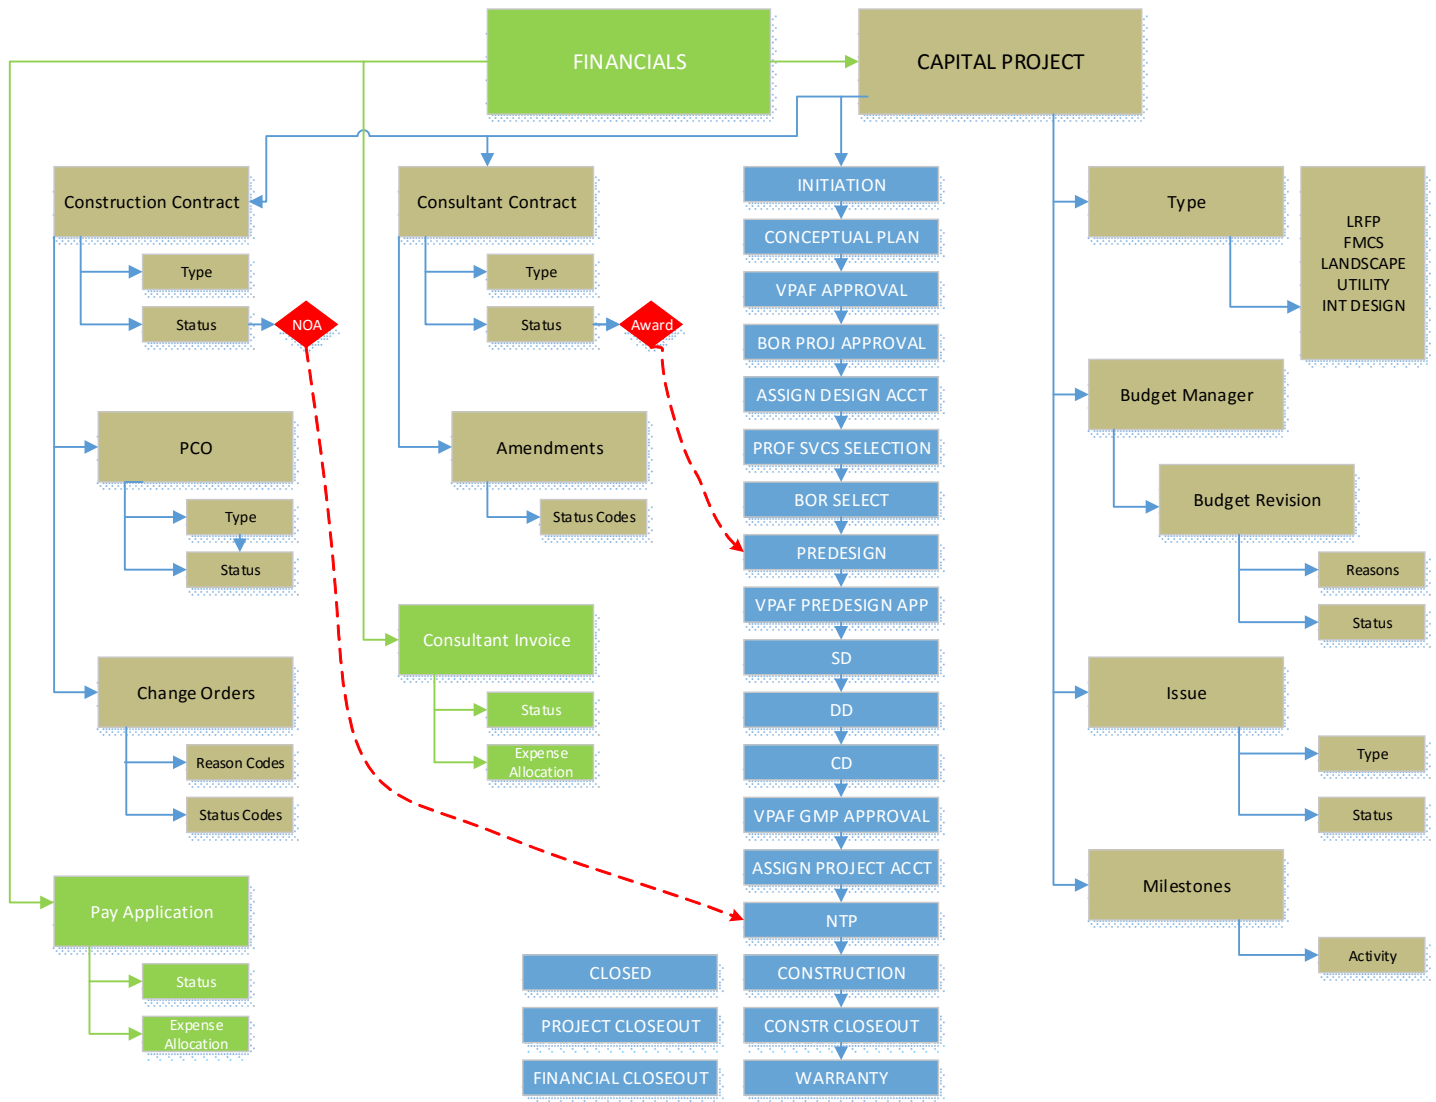 FINANCIALS
CAPITAL PROJECT
Construction Contract
Type
Status
NOA
PCO
Type
Status
Change Orders
Reason Codes
Status Codes
Pay Application
Status
Expense
Allocation
Consultant Contract
Type
Status
Award
Amendments
Status Codes
Consultant Invoice
Status
Expense
Allocation
INITIATION
CONCEPTUAL PLAN
VPAF APPROVAL
BOR PROJ APPROVAL
ASSIGN DESIGN ACCT
PROF SVCS SELECTION
BOR SELECT
PREDESIGN
VPAF PREDESIGN APP
SD
DD
CD
VPAF GMP APPROVAL
ASSIGN PROJECT ACCT
NTP
CONSTRUCTION
CONSTR CLOSEOUT
WARRANTY
CLOSED
PROJECT CLOSEOUT
FINANCIAL CLOSEOUT
Type
LRFP
FMCS
LANDSCAPE
UTILITY
INT DESIGN
Budget Manager
Budget Revision
Reasons
Status
Issue
Type
Status
Milestones
Activity